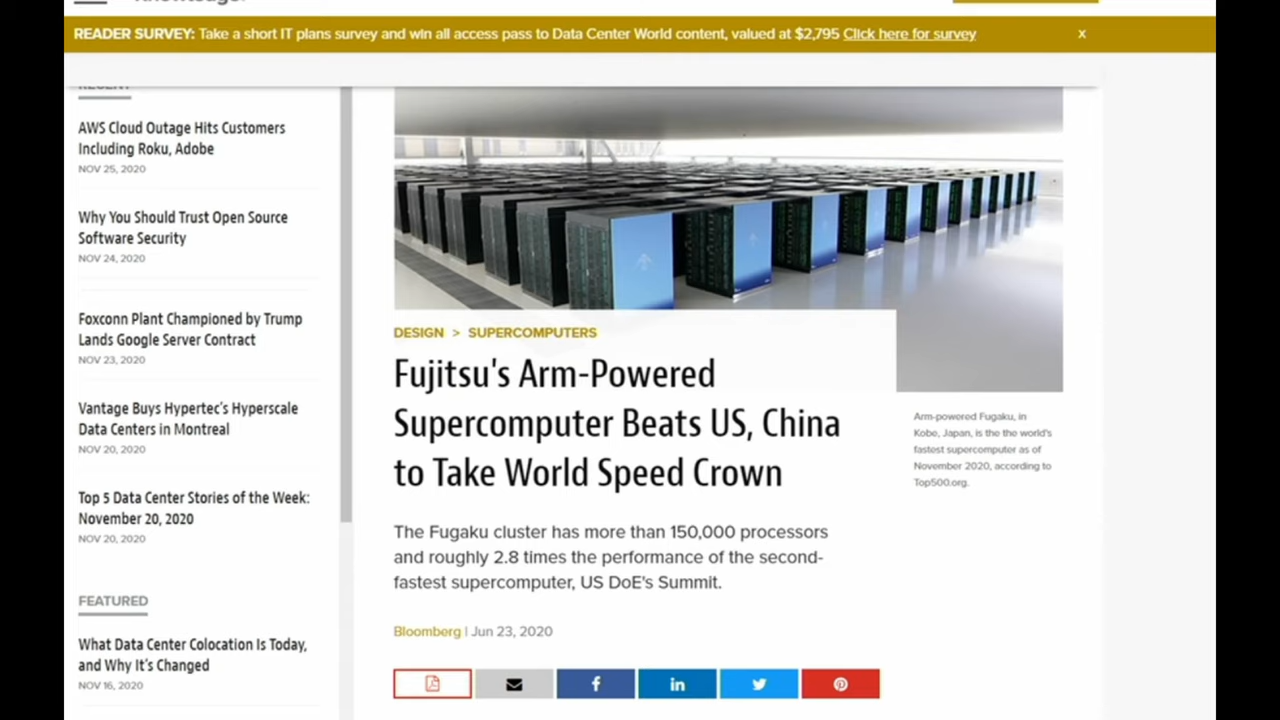 READER SURVEY: Take a short IT plans survey and win all access pass to Data Center World content, valued at $2,795 Click here for survey x
RECENT
AWS Cloud Outage Hits Customers
Including Roku, Adobe
NOV 25, 2020
Why You Should Trust Open Source
Software Security
NOV 24, 2020
Foxconn Plant Championed by Trump
Lands Google Server Contract
NOV 23, 2020
Vantage Buys Hypertec's Hyperscale
Data Centers in Montreal
NOV 20, 2020
Top 5 Data Center Stories of the Week:
November 20, 2020
NOV 20, 2020
FEATURED
What Data Center Colocation Is Today,
and Why It's Changed
NOV 16, 2020
DESIGN > SUPERCOMPUTERS
Fujitsu's Arm-Powered
Supercomputer Beats US, China
to Take World Speed Crown
The Fugaku cluster has more than 150,000 processors
and roughly 2.8 times the performance of the second-
fastest supercomputer, US DoE's Summit.
Bloomberg | Jun 23, 2020
Arm-powered Fugaku, in
Kobe, Japan, is the the world's
fastest supercomputer as of
November 2020, according to
Top500.org.